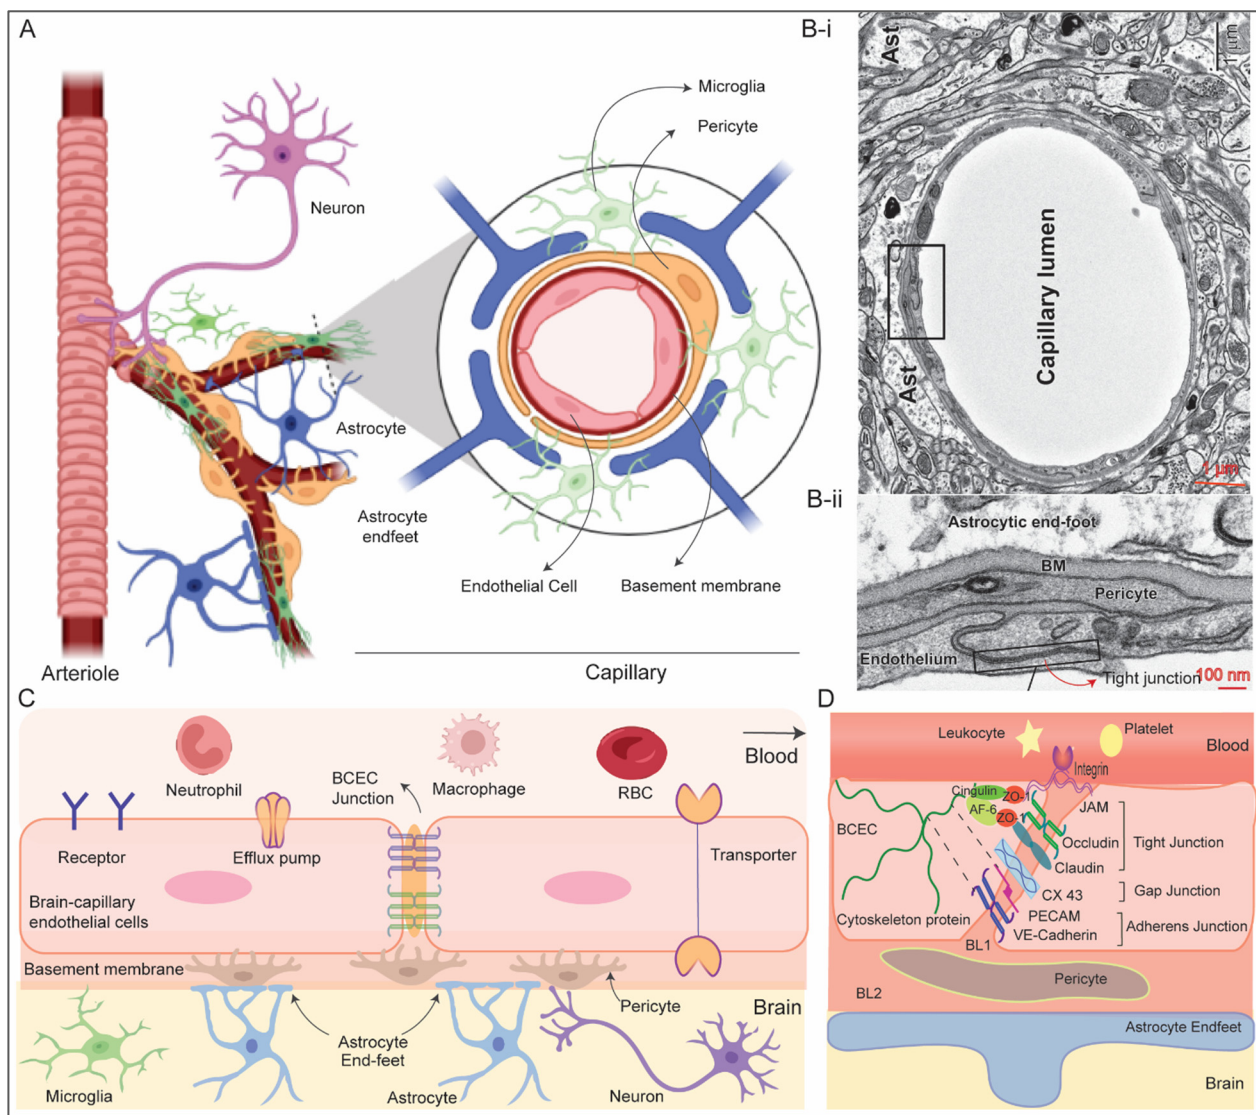 A
Neuron
Microglia
Pericyte
Astrocyte
Astrocyte
endfeet
Endothelial Cell
Basement membrane
Arteriole
Capillary
B-i
Ast
1 µm
Capillary lumen
Ast
1 µm
B-ii
Astrocytic end-foot
BM
Pericyte
Endothelium
Tight junction
100 nm
C
Neutrophil
BCEC
Junction
Macrophage
RBC
Blood
Receptor
Efflux pump
Transporter
Brain-capillary
endothelial cells
Basement membrane
Pericyte
Brain
Astrocyte
End-feet
Microglia
Astrocyte
Neuron
D
Leukocyte
Platelet
Blood
Integrin
Cingulin
ZO-1
AF-6
ZO-1
JAM
BCEC
Occludin
Tight Junction
Claudin
CX 43
Gap Junction
Cytoskeleton protein
PECAM
VE-Cadherin
Adherens Junction
BL1
Pericyte
BL2
Astrocyte Endfeet
Brain